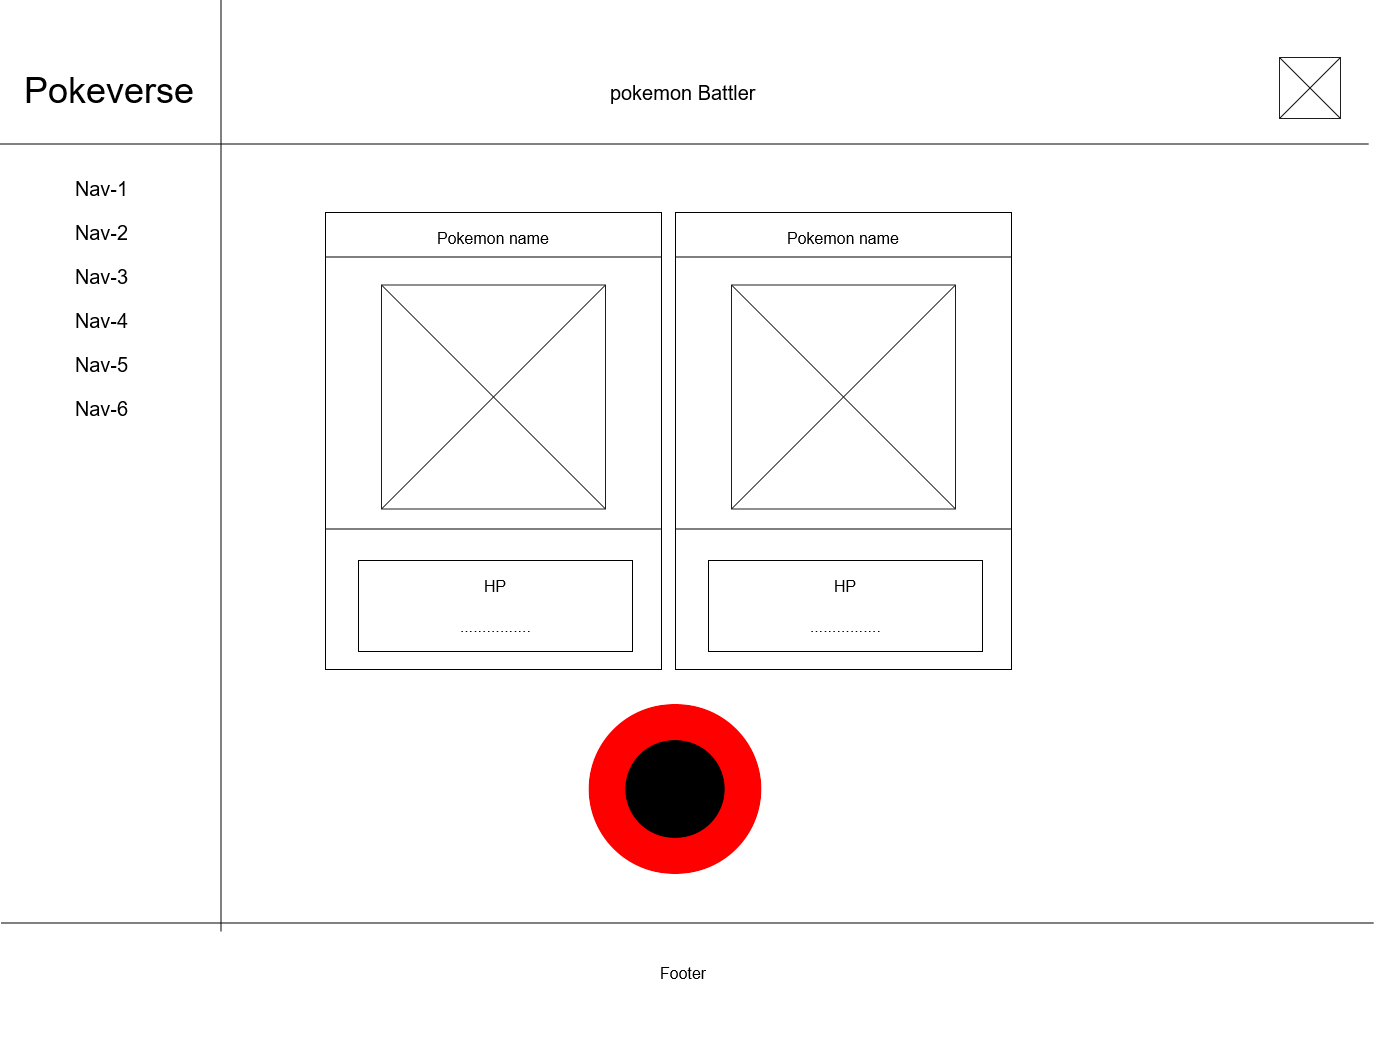 Pokeverse
pokemon Battler
Nav-1
Nav-2
Nav-3
Nav-4
Nav-5
Nav-6
Pokemon name
Pokemon name
HP
................
HP
................
Footer